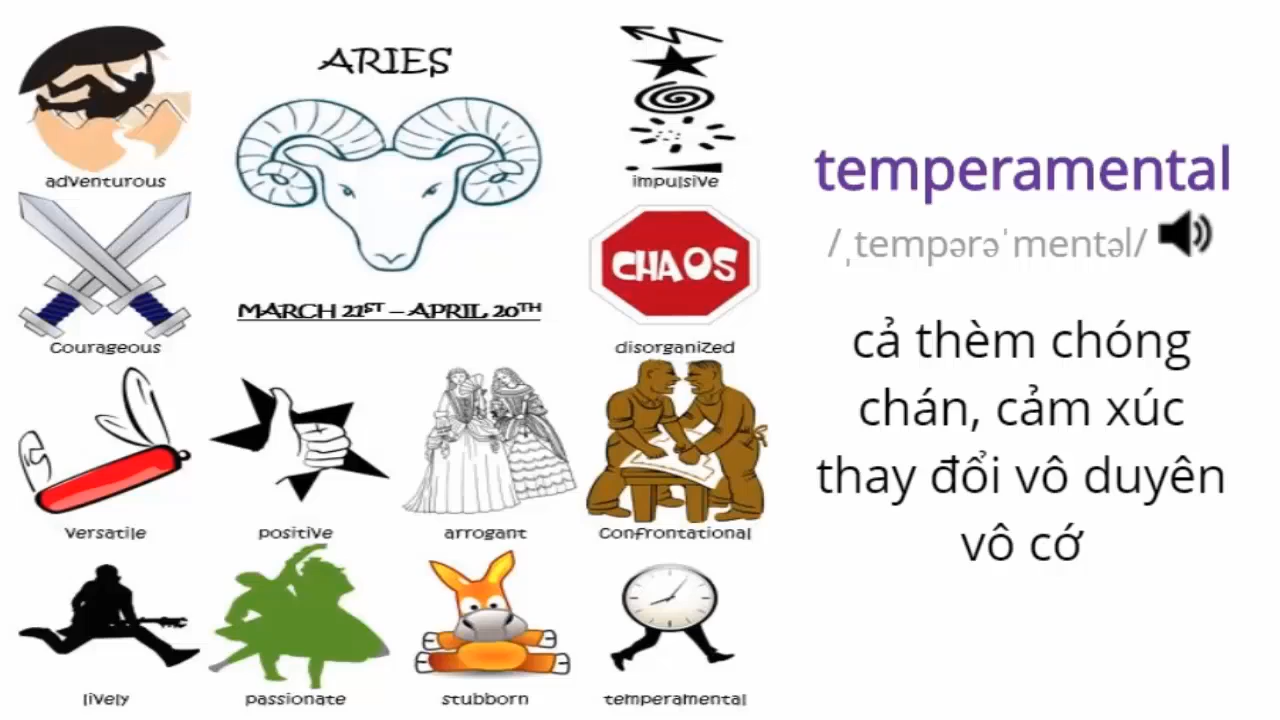 ARIES
MARCH 21ST – APRIL 20TH
adventurous
impulsive
Courageous
CHAOS
disorganized
Versatile
positive
arrogant
Confrontational
lively
passionate
stubborn
temperamental
temperamental
/ˌtempərəˈmentəl/
cả thèm chóng
chán, cảm xúc
thay đổi vô duyên
vô cớ